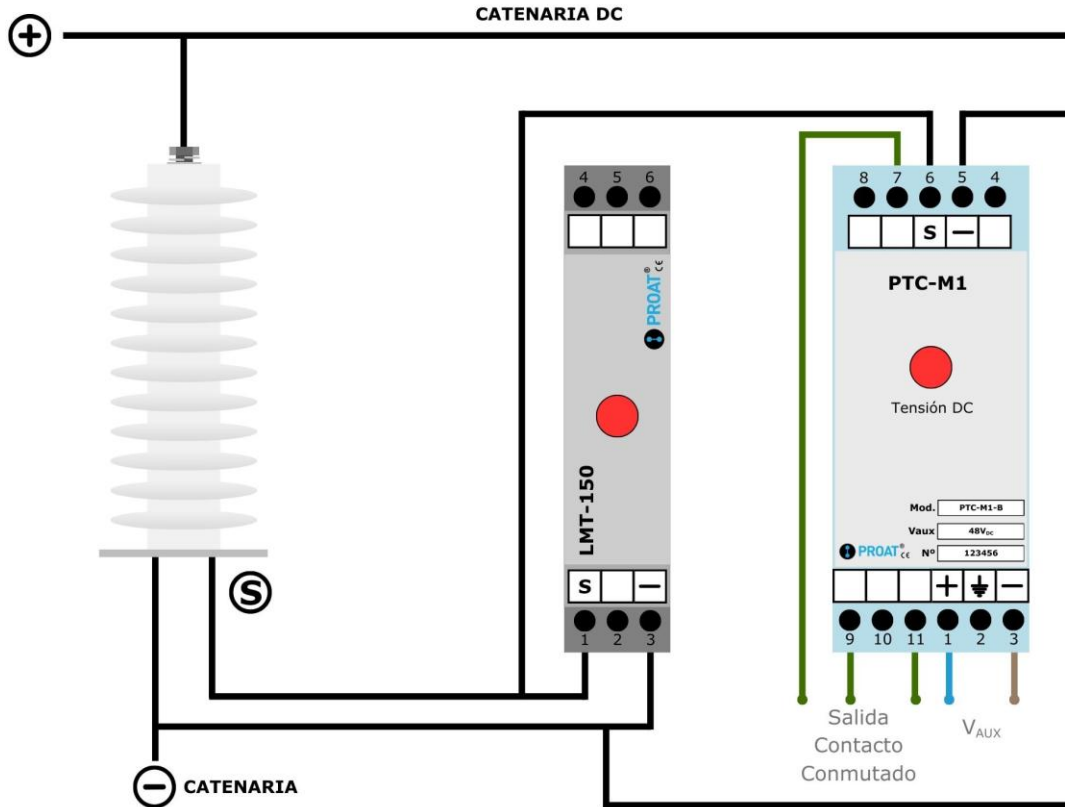 CATENARIA DC
+
4 5 6
8 7 6 5 4
S −
PTC-M1
PROAT® CE
Tensión DC
LMT-150
Mod. PTC-M1-B
Vaux 48VDC
PROAT® CE Nº 123456
S
S −
+ −
1 2 3
9 10 11 1 2 3
Salida
Contacto
Conmutado
VAUX
− CATENARIA